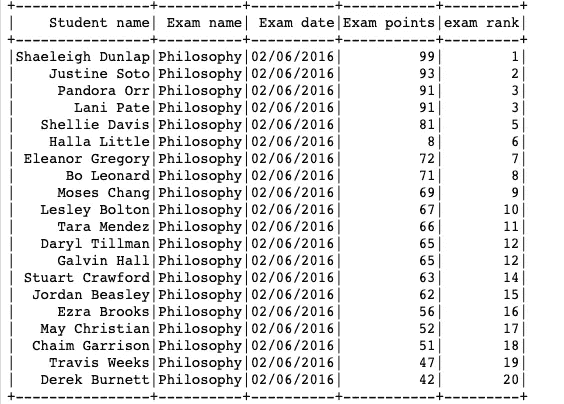 +----------------+----------+----------+-----------+---------+
|    Student name| Exam name| Exam date|Exam points|exam rank|
+----------------+----------+----------+-----------+---------+
|Shaeleigh Dunlap|Philosophy|02/06/2016|         99|        1|
|    Justine Soto|Philosophy|02/06/2016|         93|        2|
|     Pandora Orr|Philosophy|02/06/2016|         91|        3|
|       Lani Pate|Philosophy|02/06/2016|         91|        3|
|   Shellie Davis|Philosophy|02/06/2016|         81|        5|
|    Halla Little|Philosophy|02/06/2016|          8|        6|
| Eleanor Gregory|Philosophy|02/06/2016|         72|        7|
|      Bo Leonard|Philosophy|02/06/2016|         71|        8|
|     Moses Chang|Philosophy|02/06/2016|         69|        9|
|   Lesley Bolton|Philosophy|02/06/2016|         67|       10|
|     Tara Mendez|Philosophy|02/06/2016|         66|       11|
|   Daryl Tillman|Philosophy|02/06/2016|         65|       12|
|     Galvin Hall|Philosophy|02/06/2016|         65|       12|
| Stuart Crawford|Philosophy|02/06/2016|         63|       14|
|  Jordan Beasley|Philosophy|02/06/2016|         62|       15|
|     Ezra Brooks|Philosophy|02/06/2016|         56|       16|
|   May Christian|Philosophy|02/06/2016|         52|       17|
|  Chaim Garrison|Philosophy|02/06/2016|         51|       18|
|    Travis Weeks|Philosophy|02/06/2016|         47|       19|
|   Derek Burnett|Philosophy|02/06/2016|         42|       20|
+----------------+----------+----------+-----------+---------+